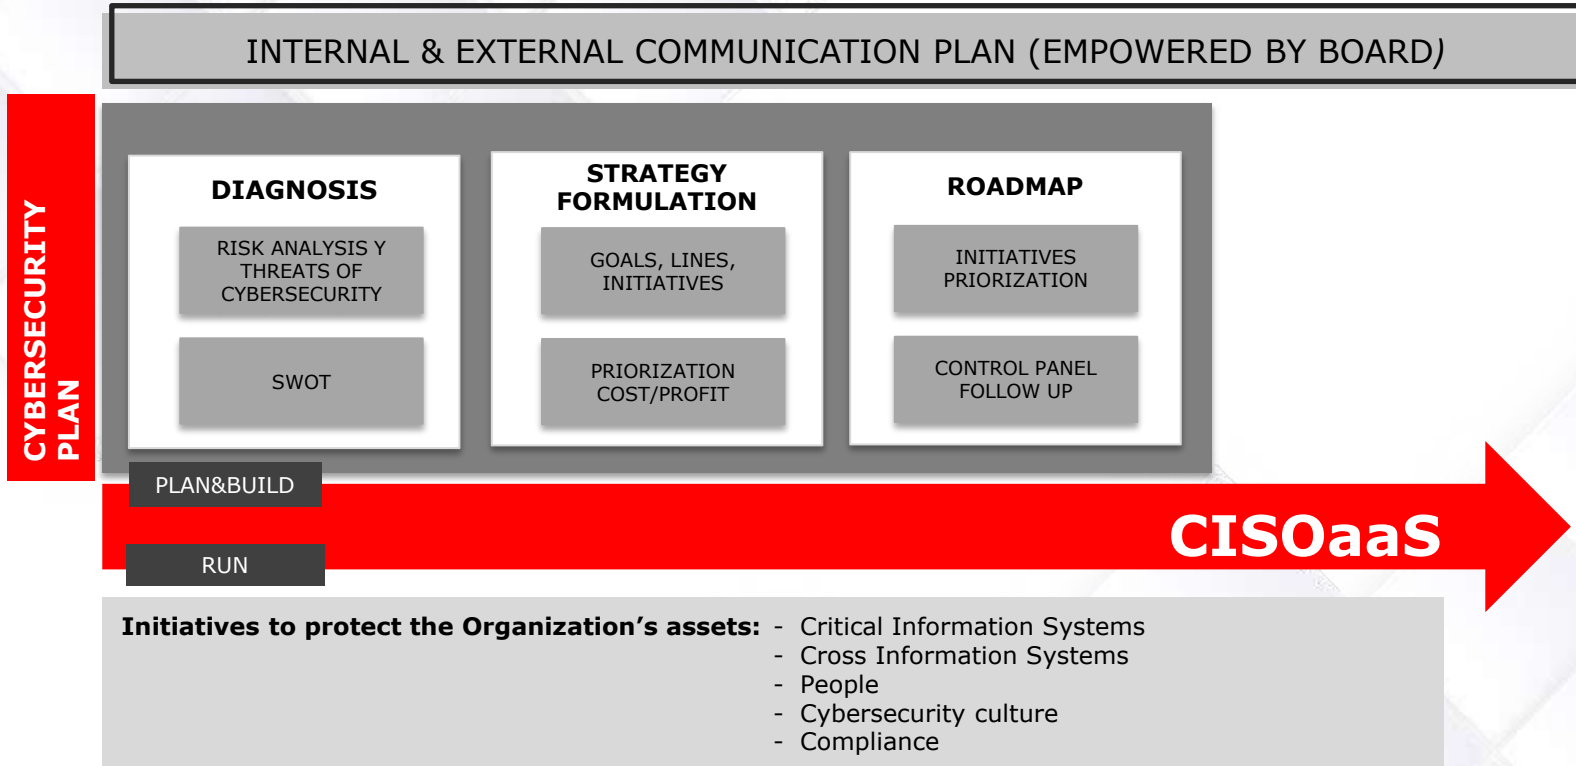 INTERNAL & EXTERNAL COMMUNICATION PLAN (EMPOWERED BY BOARD)
CYBERSECURITY
PLAN
DIAGNOSIS
RISK ANALYSIS Y
THREATS OF
CYBERSECURITY
SWOT
STRATEGY
FORMULATION
GOALS, LINES,
INITIATIVES
PRIORIZATION
COST/PROFIT
ROADMAP
INITIATIVES
PRIORIZATION
CONTROL PANEL
FOLLOW UP
PLAN&BUILD
CISOaaS
RUN
Initiatives to protect the Organization’s assets: - Critical Information Systems
- Cross Information Systems
- People
- Cybersecurity culture
- Compliance